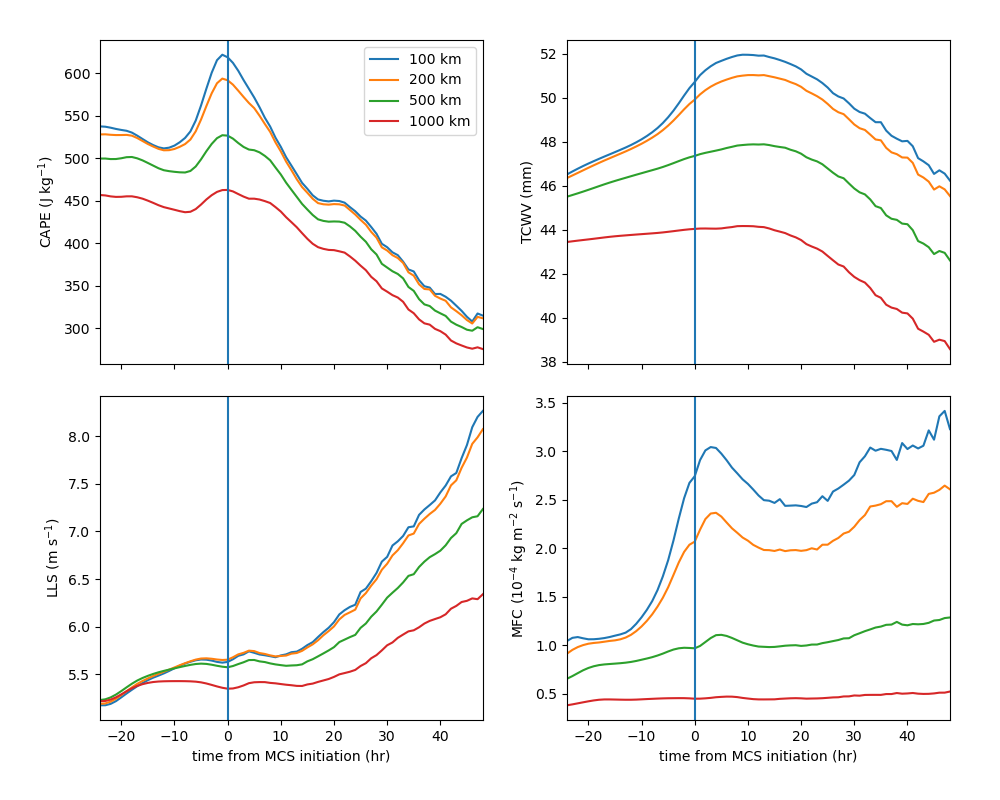 CAPE (J kg⁻¹)
600
550
500
450
400
350
300
100 km
200 km
500 km
1000 km
TCWV (mm)
52
50
48
46
44
42
40
38
LLS (m s⁻¹)
8.0
7.5
7.0
6.5
6.0
5.5
−20 −10 0 10 20 30 40
time from MCS initiation (hr)
MFC (10⁻⁴ kg m⁻² s⁻¹)
3.5
3.0
2.5
2.0
1.5
1.0
0.5
−20 −10 0 10 20 30 40
time from MCS initiation (hr)